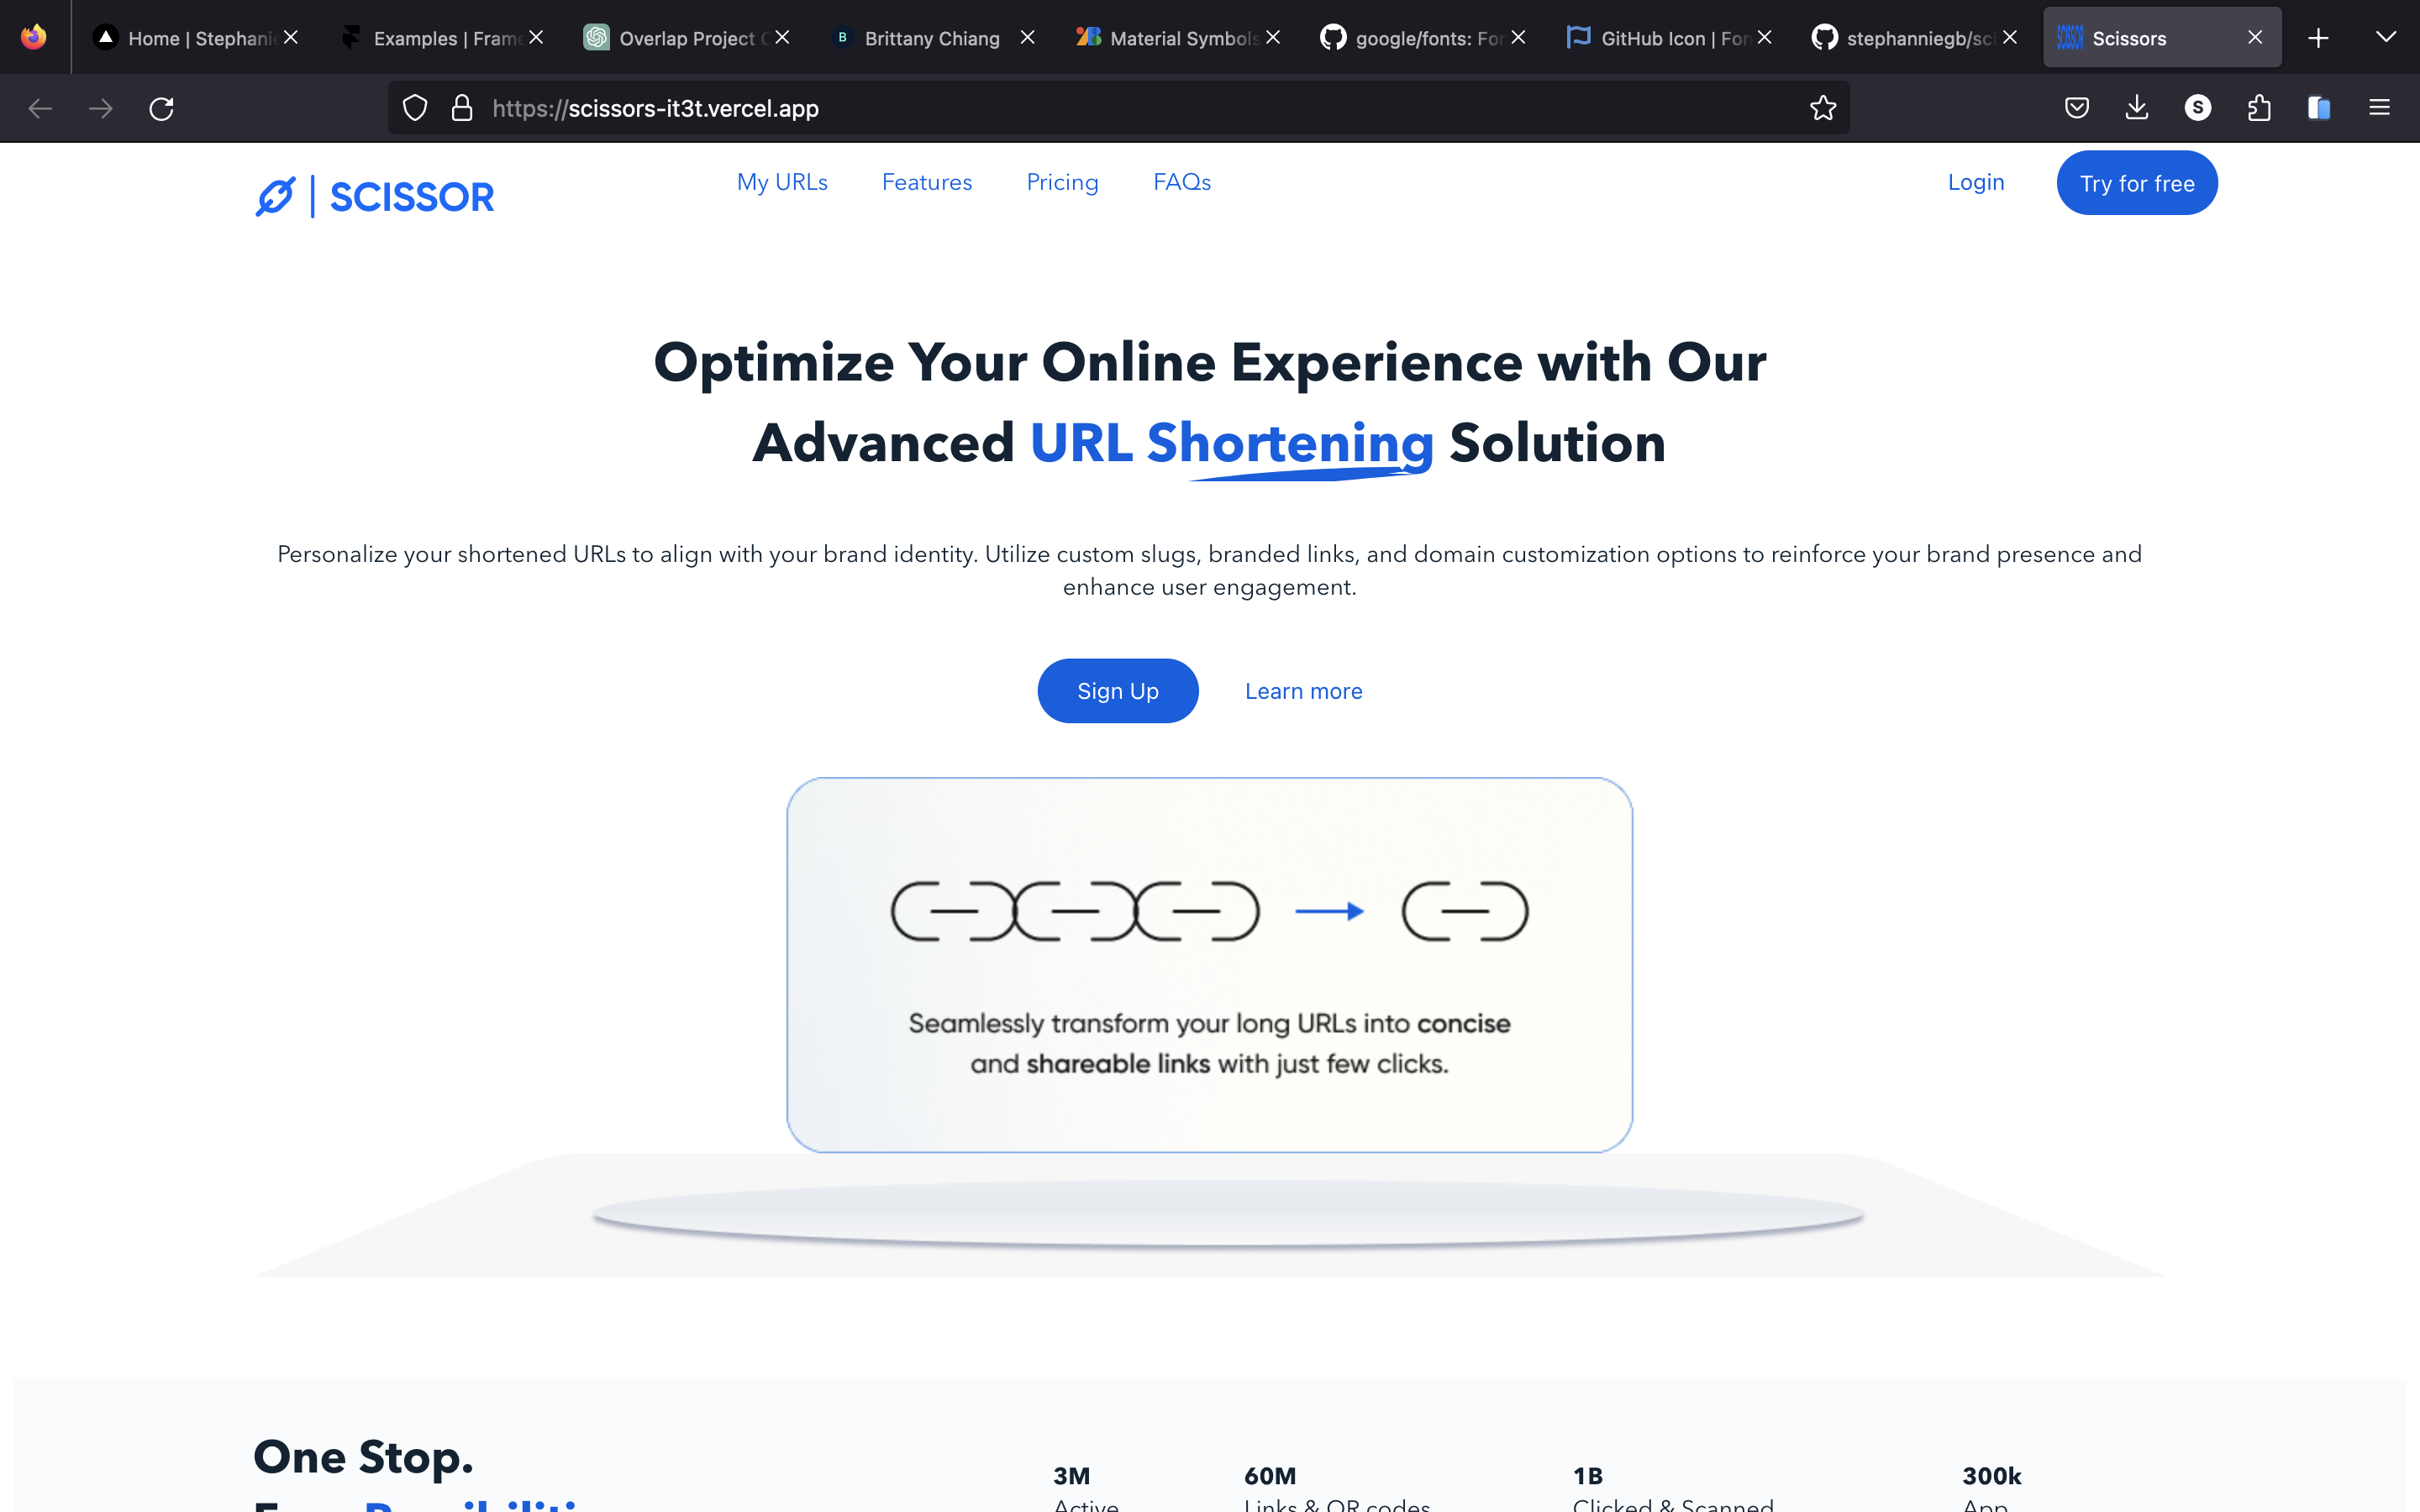 Home | Stephanie
Examples | Frame
Overlap Project
Brittany Chiang
Material Symbols
google/fonts: Fon
GitHub Icon | Fon
stephanniegb/sci
SCISSOR
Scissors
https://scissors-it3t.vercel.app
S
SCISSOR
My URLs
Features
Pricing
FAQs
Login
Try for free
Optimize Your Online Experience with Our
Advanced URL Shortening Solution
Personalize your shortened URLs to align with your brand identity. Utilize custom slugs, branded links, and domain customization options to reinforce your brand presence and
enhance user engagement.
Sign Up
Learn more
Seamlessly transform your long URLs into concise
and shareable links with just few clicks.
One Stop.
3M
60M
1B
300k
Active
Links & QR codes
Clicked & Scanned
App